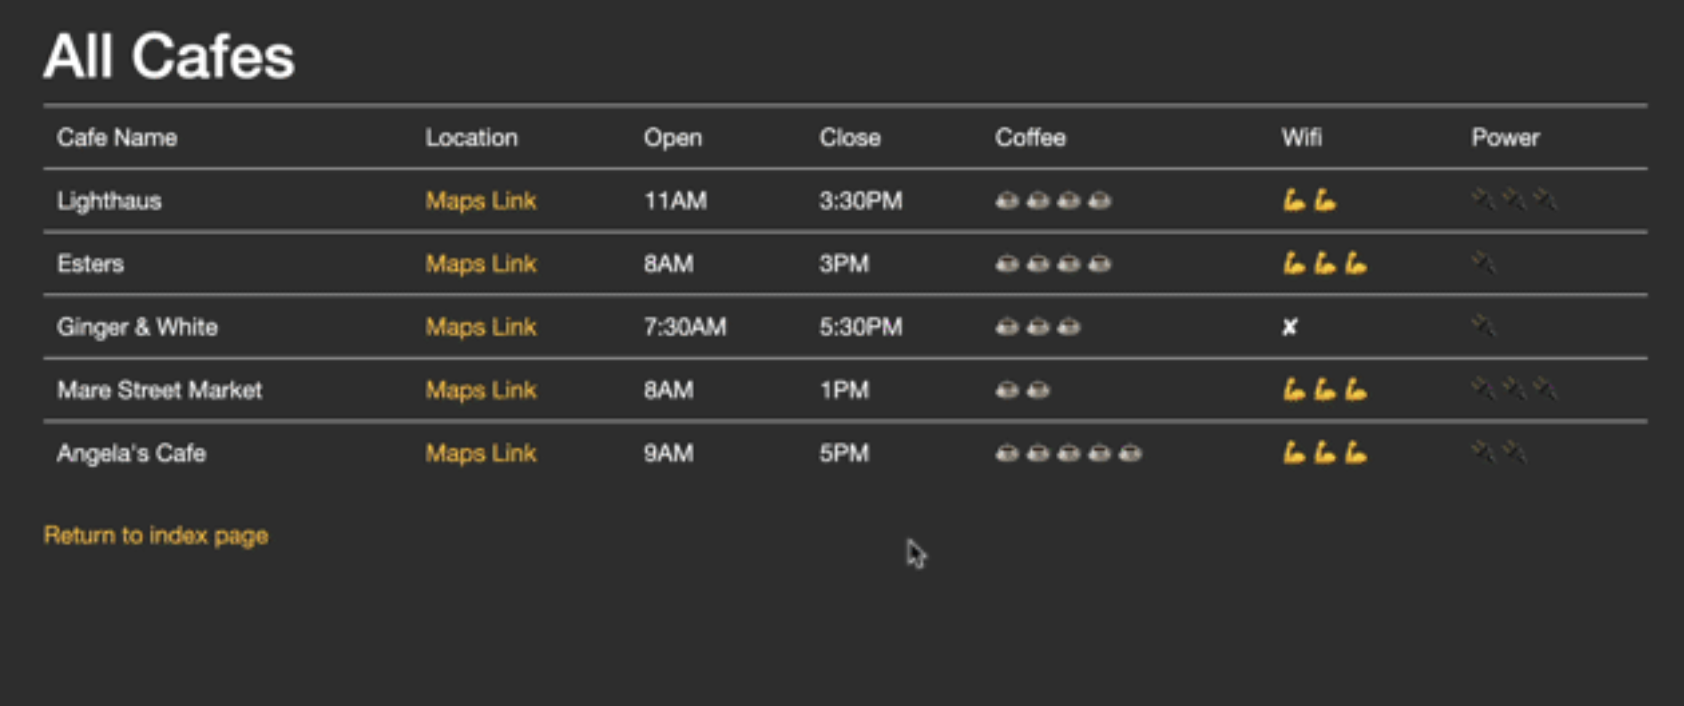 All Cafes
Cafe Name Location Open Close Coffee Wifi Power
Lighthaus Maps Link 11AM 3:30PM ☕☕☕☕ 💪💪 🔌🔌🔌
Esters Maps Link 8AM 3PM ☕☕☕☕ 💪💪💪 🔌
Ginger & White Maps Link 7:30AM 5:30PM ☕☕☕ ✘ 🔌
Mare Street Market Maps Link 8AM 1PM ☕☕ 💪💪💪 🔌🔌🔌
Angela's Cafe Maps Link 9AM 5PM ☕☕☕☕☕ 💪💪💪 🔌🔌
Return to index page